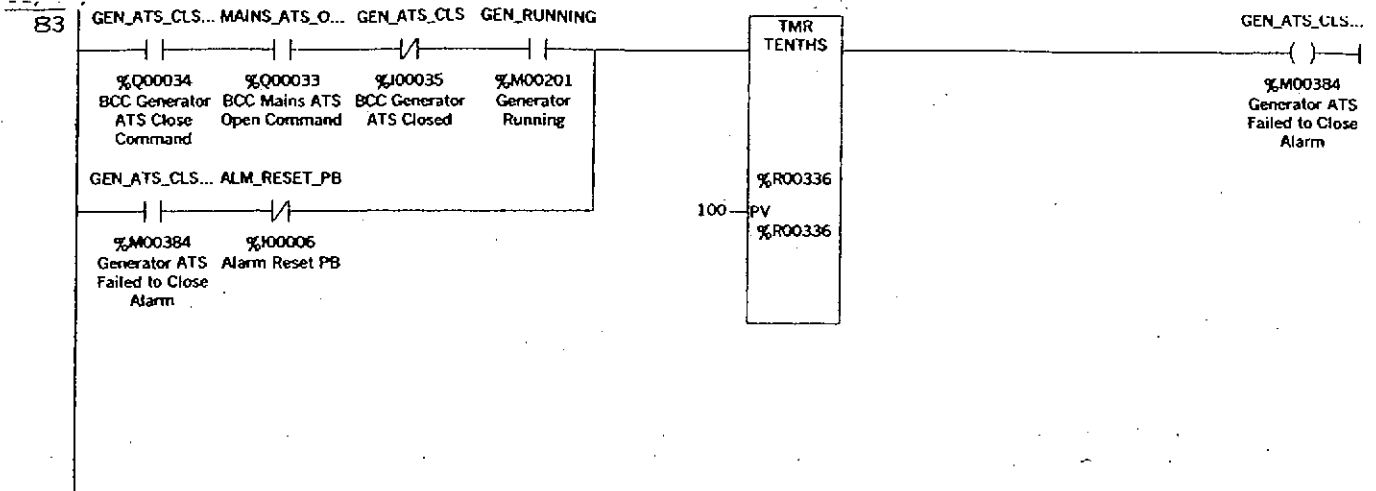 83
GEN_ATS_CLS... MAINS_ATS_O... GEN_ATS_CLS GEN_RUNNING
TMR
TENTHS
GEN_ATS_CLS...
%Q00034 %Q00033 %I00035 %M00201
BCC Generator BCC Mains ATS BCC Generator Generator
ATS Close Open Command ATS Closed Running
Command
%M00384
Generator ATS
Failed to Close
Alarm
GEN_ATS_CLS... ALM_RESET_PB
%R00336
100 PV
%R00336
%M00384 %I00006
Generator ATS Alarm Reset PB
Failed to Close
Alarm